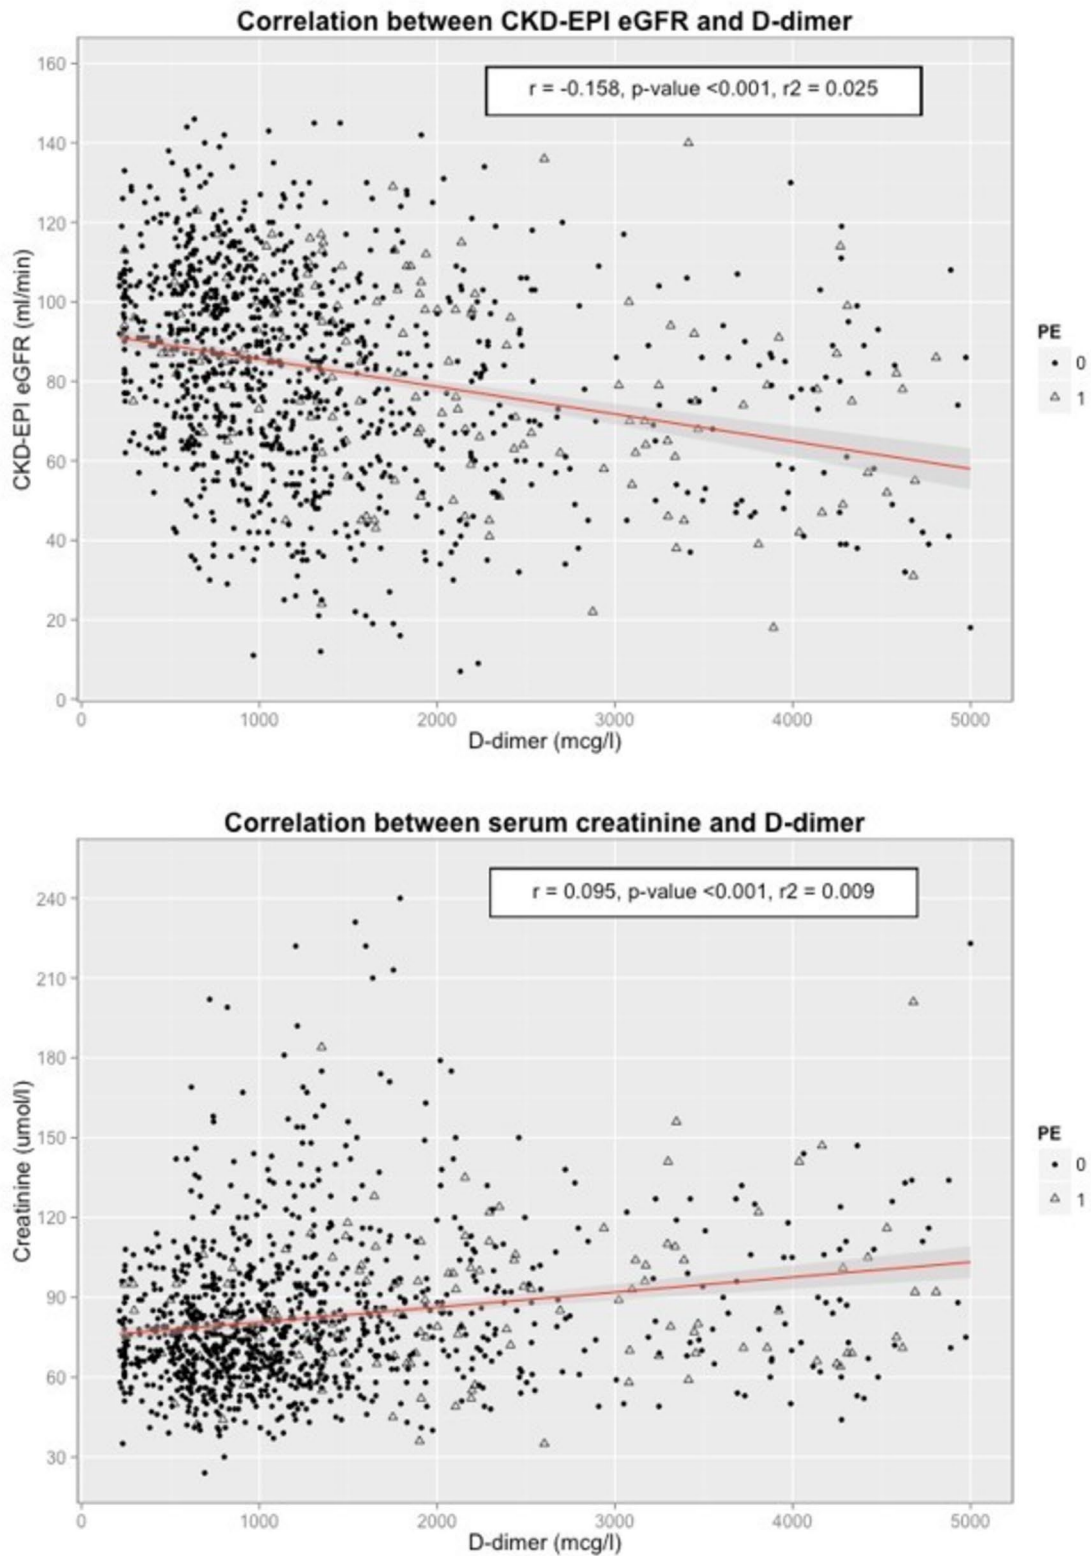 Correlation between CKD-EPI eGFR and D-dimer
r = -0.158, p-value <0.001, r2 = 0.025
CKD-EPI eGFR (ml/min)
160
140
120
100
80
60
40
20
0
0 1000 2000 3000 4000 5000
D-dimer (mcg/l)
PE
0
1
Correlation between serum creatinine and D-dimer
r = 0.095, p-value <0.001, r2 = 0.009
Creatinine (umol/l)
240
210
180
150
120
90
60
30
0 1000 2000 3000 4000 5000
D-dimer (mcg/l)
PE
0
1